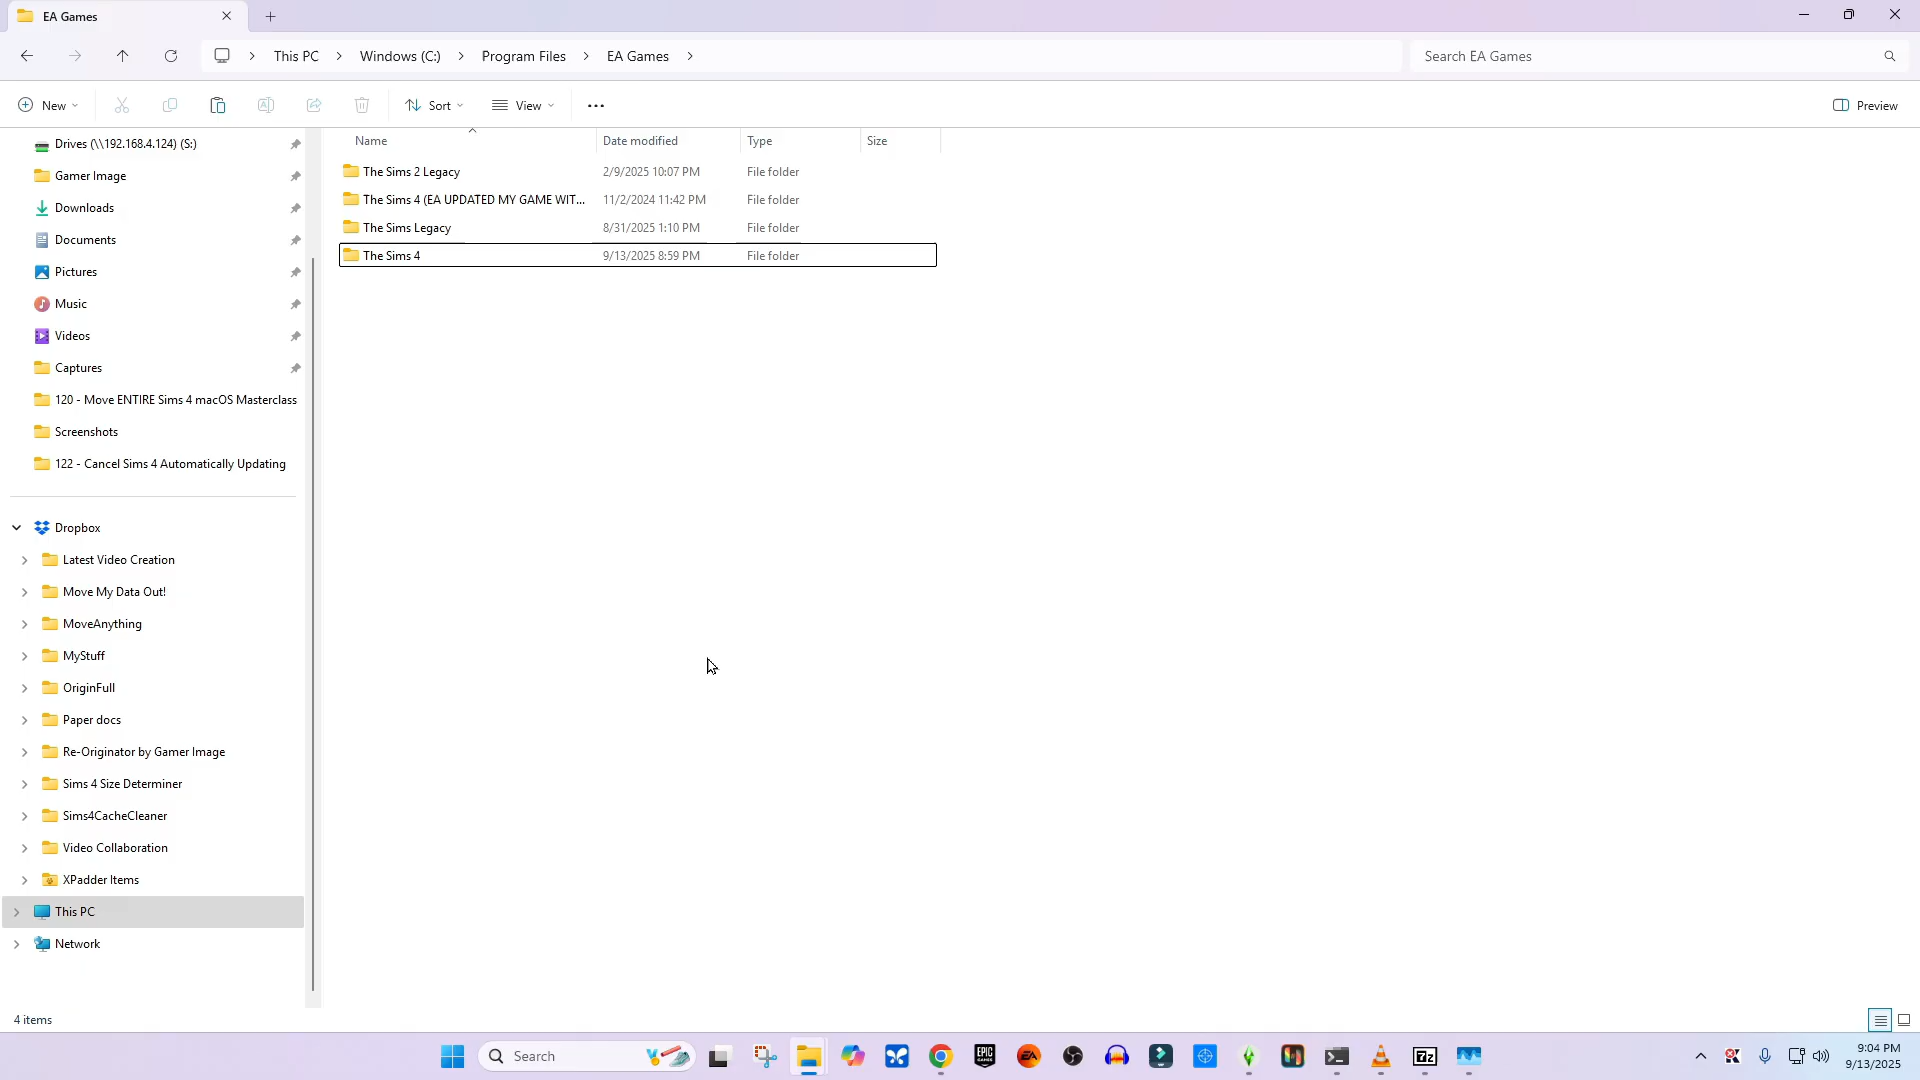 EA Games
This PC
Windows (C:)
Program Files
EA Games
Search EA Games
New
Sort
View
Preview
Name
Date modified
Type
Size
The Sims 2 Legacy
2/9/2025 10:07 PM
File folder
The Sims 4 (EA UPDATED MY GAME WIT...
11/2/2024 11:42 PM
File folder
The Sims Legacy
8/31/2025 1:10 PM
File folder
The Sims 4
9/13/2025 8:59 PM
File folder
Drives (\\192.168.4.124) (S:)
Gamer Image
Downloads
Documents
Pictures
Music
Videos
Captures
120 - Move ENTIRE Sims 4 macOS Masterclass
Screenshots
122 - Cancel Sims 4 Automatically Updating
Dropbox
Latest Video Creation
Move My Data Out!
MoveAnything
MyStuff
OriginFull
Paper docs
Re-Originator by Gamer Image
Sims 4 Size Determiner
Sims4CacheCleaner
Video Collaboration
XPadder Items
This PC
Network
4 items
Search
EPIC
GAMES
EA
7z
9:04 PM
9/13/2025